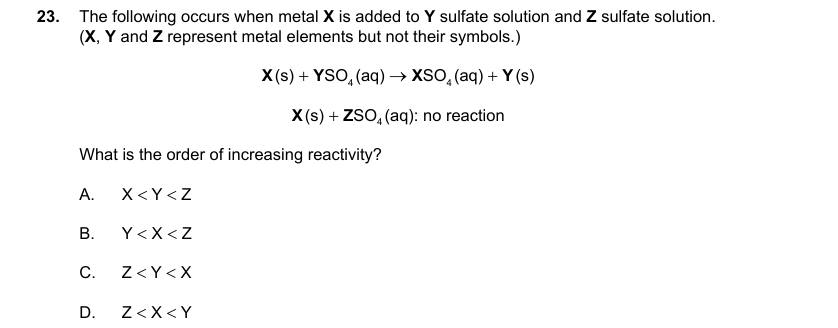 23. The following occurs when metal X is added to Y sulfate solution and Z sulfate solution.
(X, Y and Z represent metal elements but not their symbols.)
X(s) + YSO₄(aq) → XSO₄(aq) + Y(s)
X(s) + ZSO₄(aq): no reaction
What is the order of increasing reactivity?
A. X < Y < Z
B. Y < X < Z
C. Z < Y < X
D. Z < X < Y